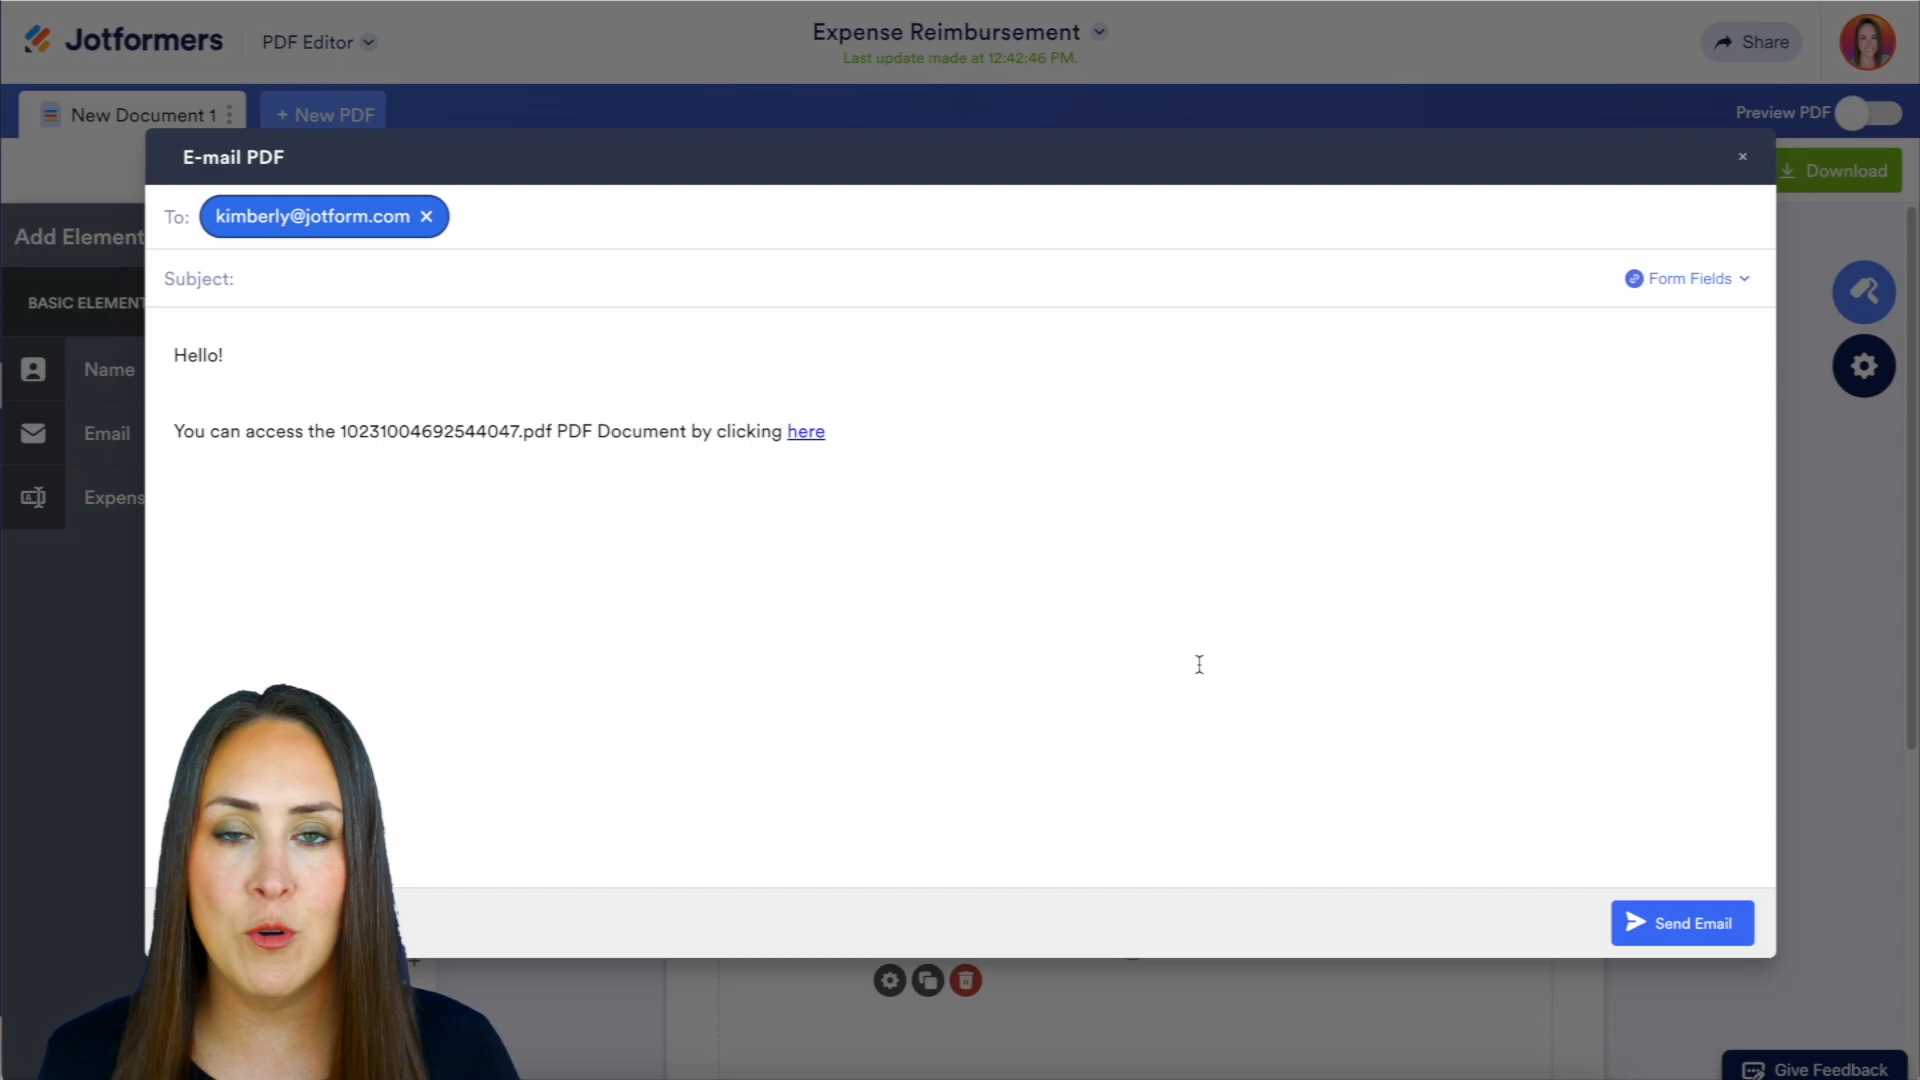 Jotformers
PDF Editor
Expense Reimbursement
Last update made at 12:42:46 PM.
Share
New Document 1
+ New PDF
Preview PDF
E-mail PDF
Download
To: kimberly@jotform.com
Add Element
Subject:
Form Fields
BASIC ELEMENT
Hello!
Name
You can access the 10231004692544047.pdf PDF Document by clicking here
Email
Expens
Send Email
Give Feedback